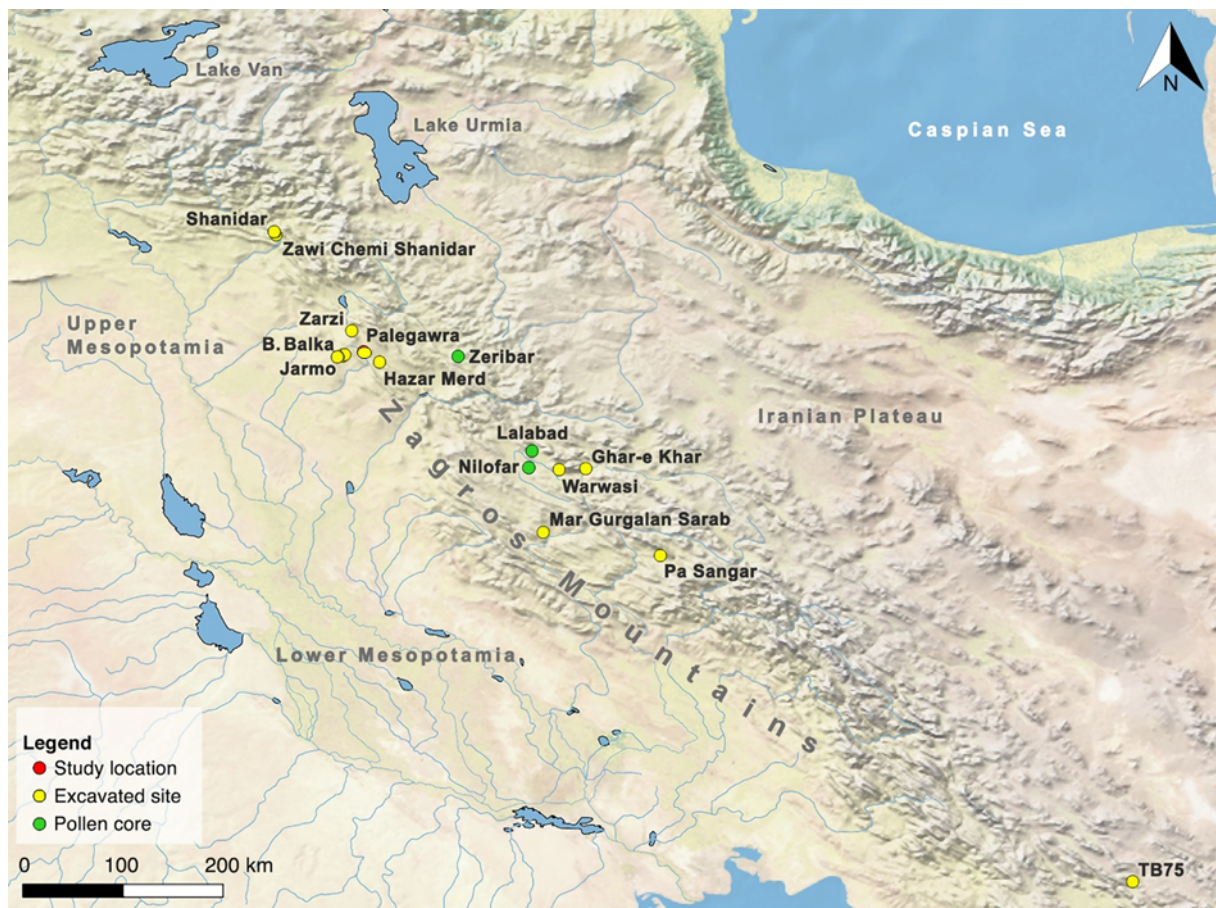 Lake Van
Lake Urmia
Caspian Sea
N
Shanidar
Zawi Chemi Shanidar
Upper
Mesopotamia
Zarzi
Palegawra
B. Balka
Jarmo
Hazar Merd
Zeribar
Iranian Plateau
Lalabad
Nilofar
Ghar-e Khar
Warwasi
Mar Gurgalan Sarab
Pa Sangar
Zagros Mountains
Lower Mesopotamia
Legend
Study location
Excavated site
Pollen core
0 100 200 km
TB75